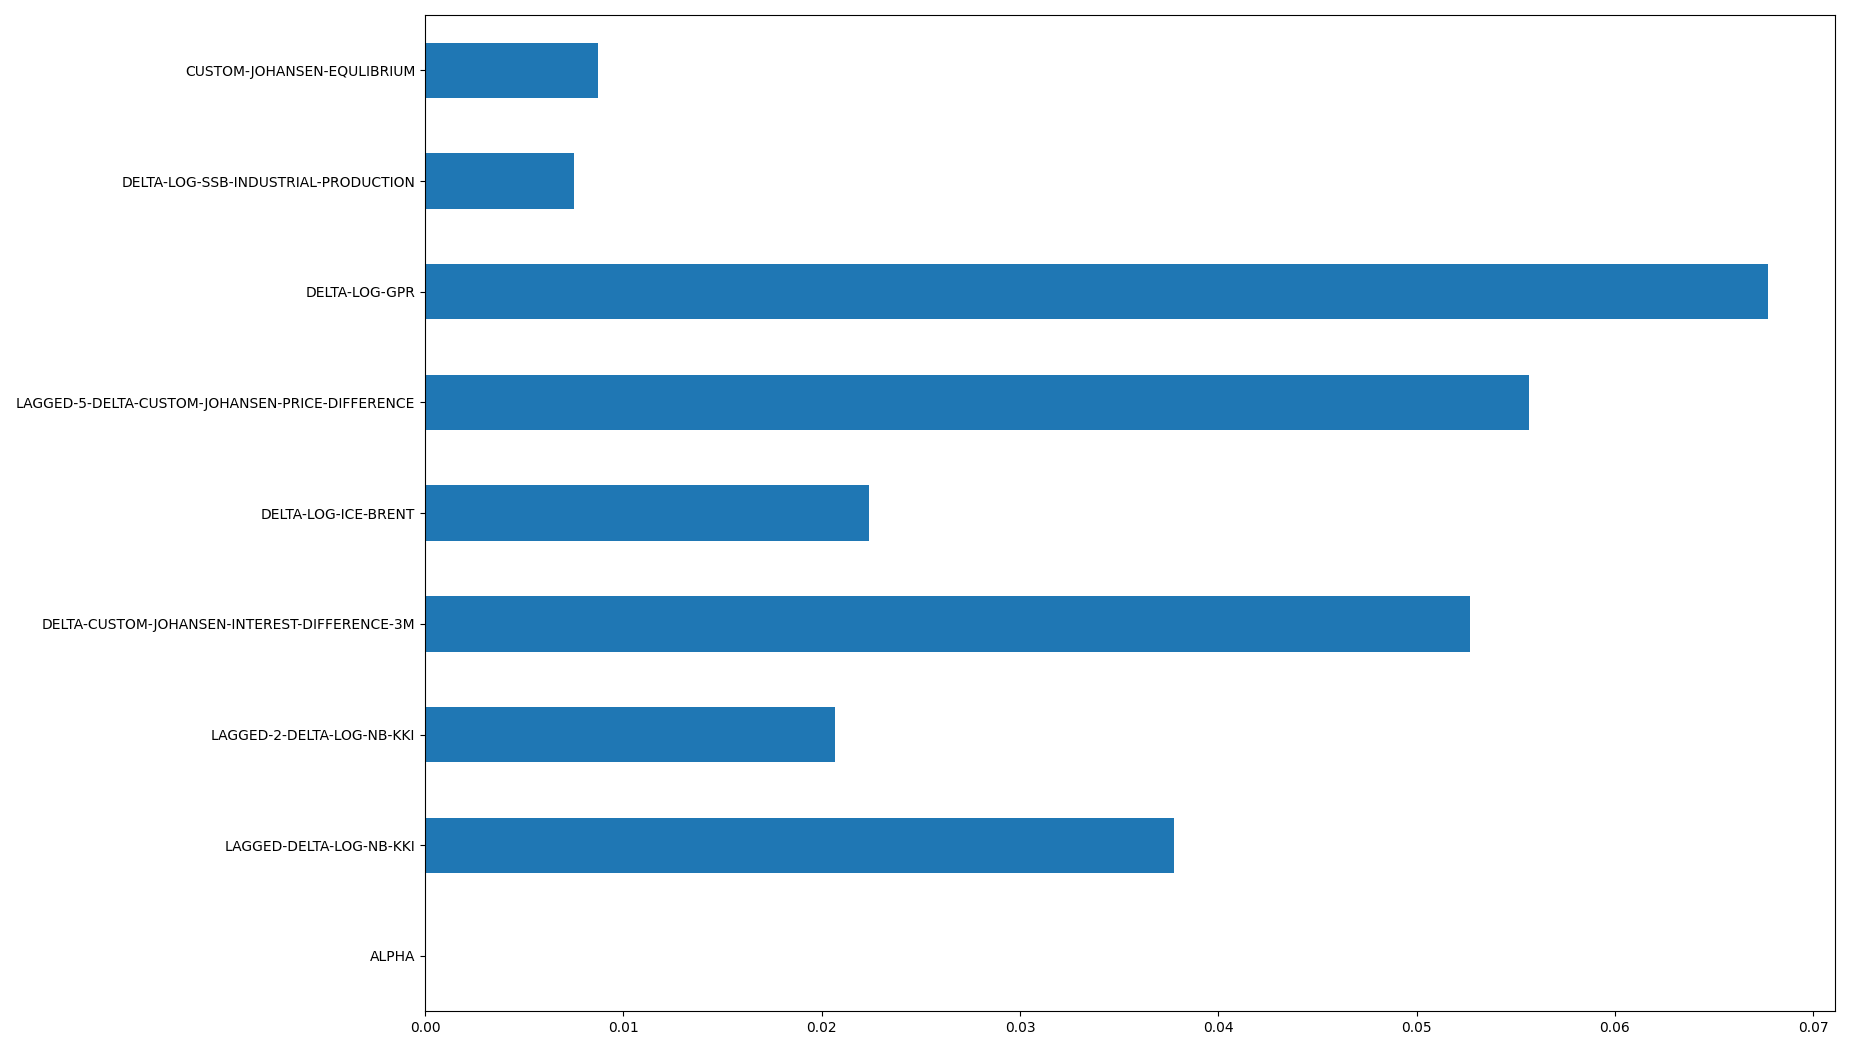 CUSTOM-JOHANSEN-EQULIBRIUM
DELTA-LOG-SSB-INDUSTRIAL-PRODUCTION
DELTA-LOG-GPR
LAGGED-5-DELTA-CUSTOM-JOHANSEN-PRICE-DIFFERENCE
DELTA-LOG-ICE-BRENT
DELTA-CUSTOM-JOHANSEN-INTEREST-DIFFERENCE-3M
LAGGED-2-DELTA-LOG-NB-KKI
LAGGED-DELTA-LOG-NB-KKI
ALPHA
0.00 0.01 0.02 0.03 0.04 0.05 0.06 0.07